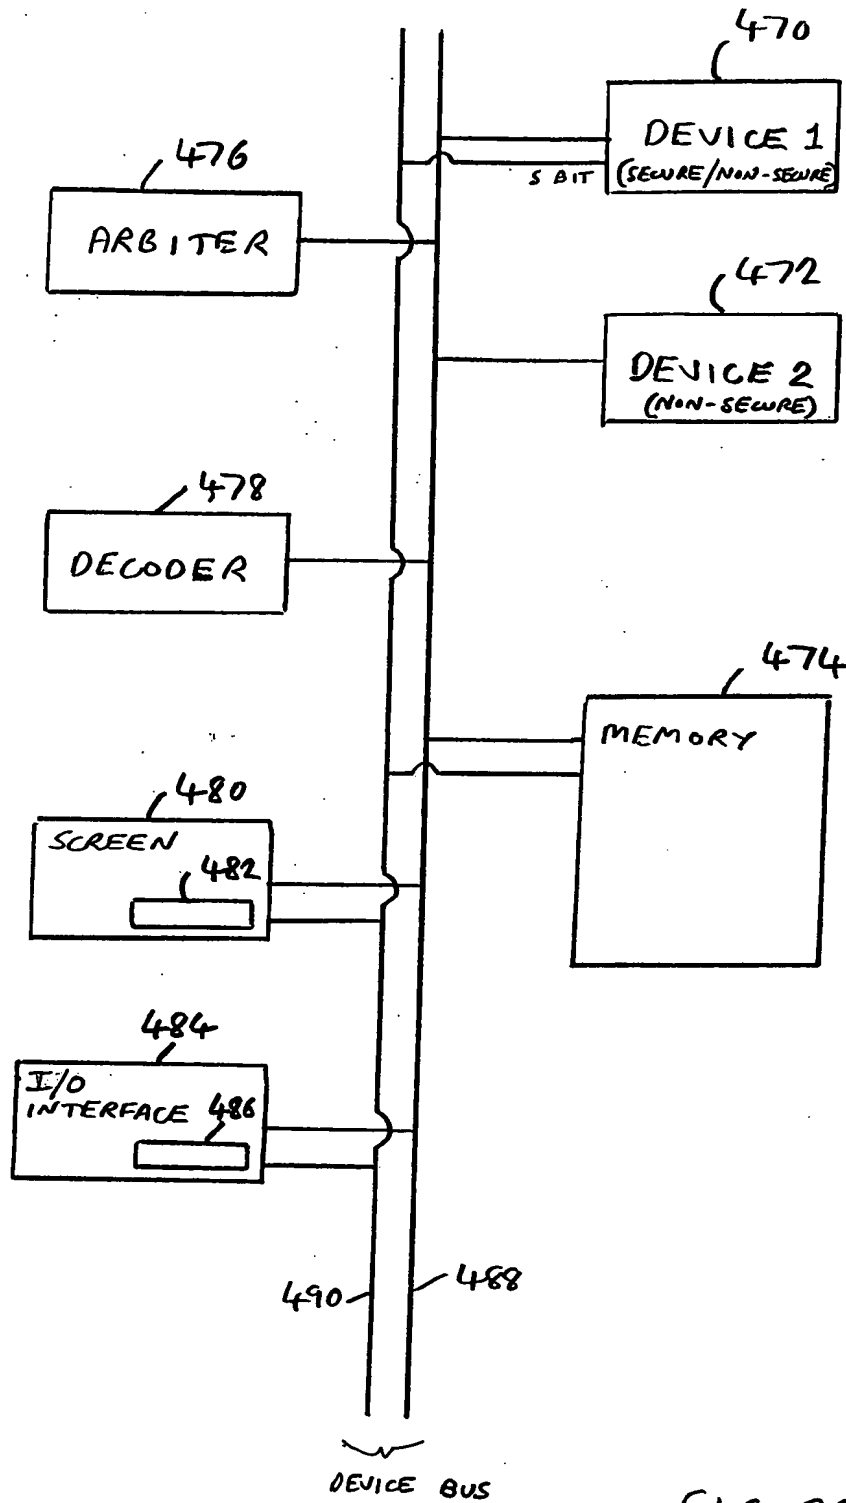 470
DEVICE 1
(SECURE/NON-SECURE)
S BIT
476
ARBITER
472
DEVICE 2
(NON-SECURE)
478
DECODER
474
MEMORY
480
SCREEN
482
484
I/O
INTERFACE 486
490
488
DEVICE BUS